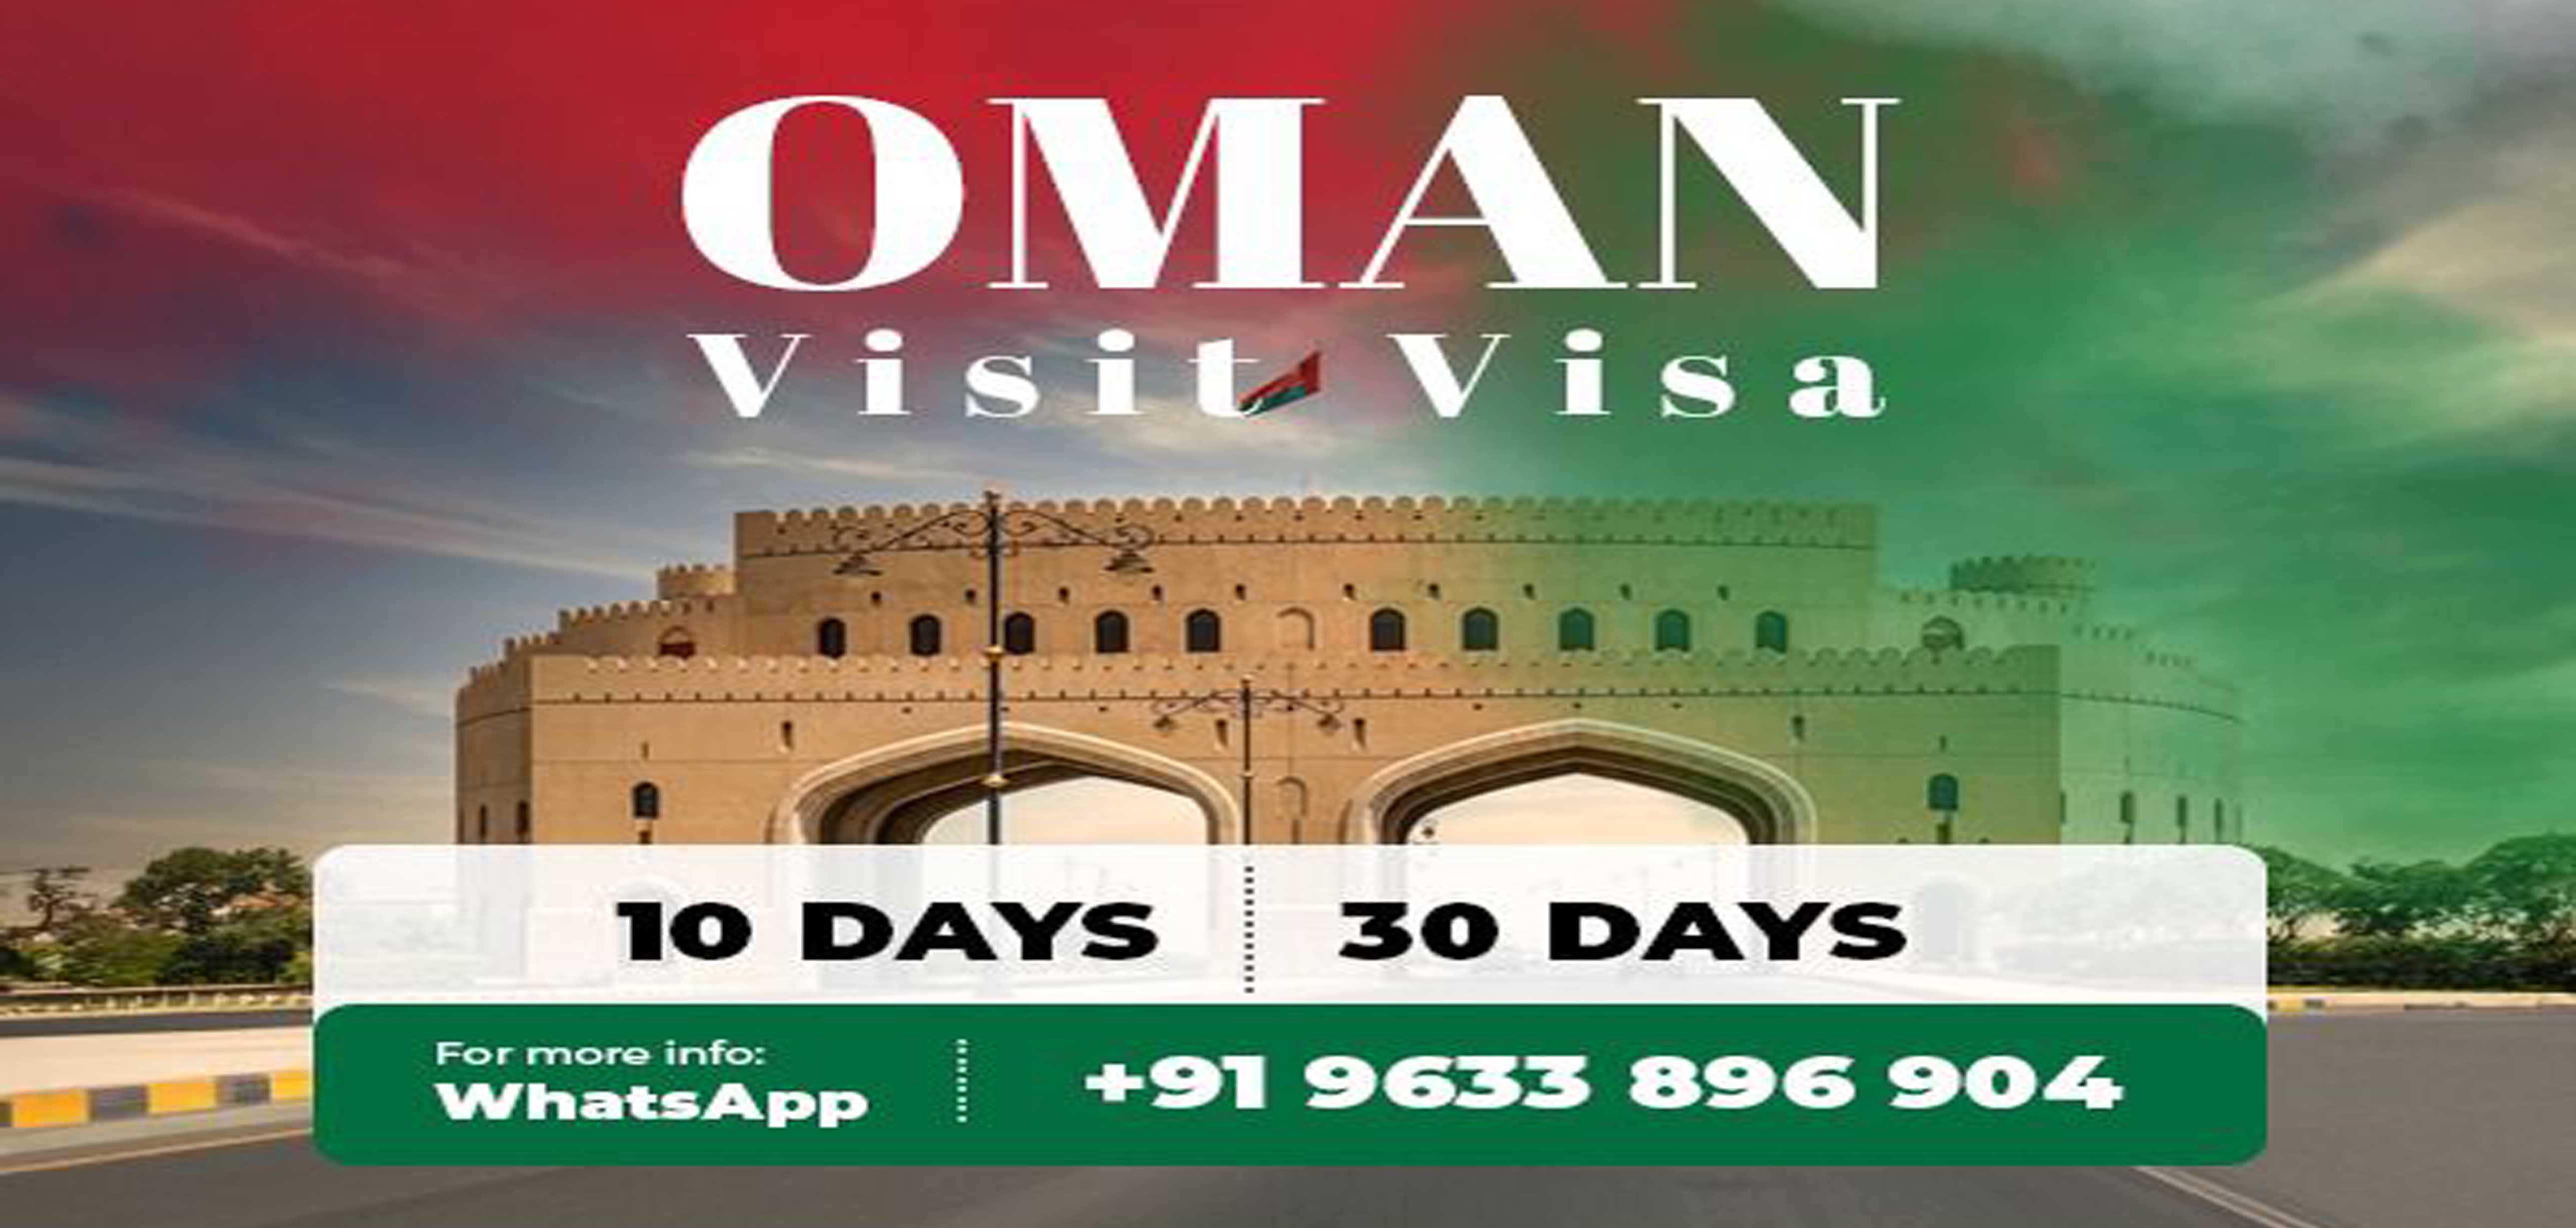 OMAN
Visit Visa
10 DAYS
30 DAYS
For more info:
WhatsApp
+91 9633 896 904